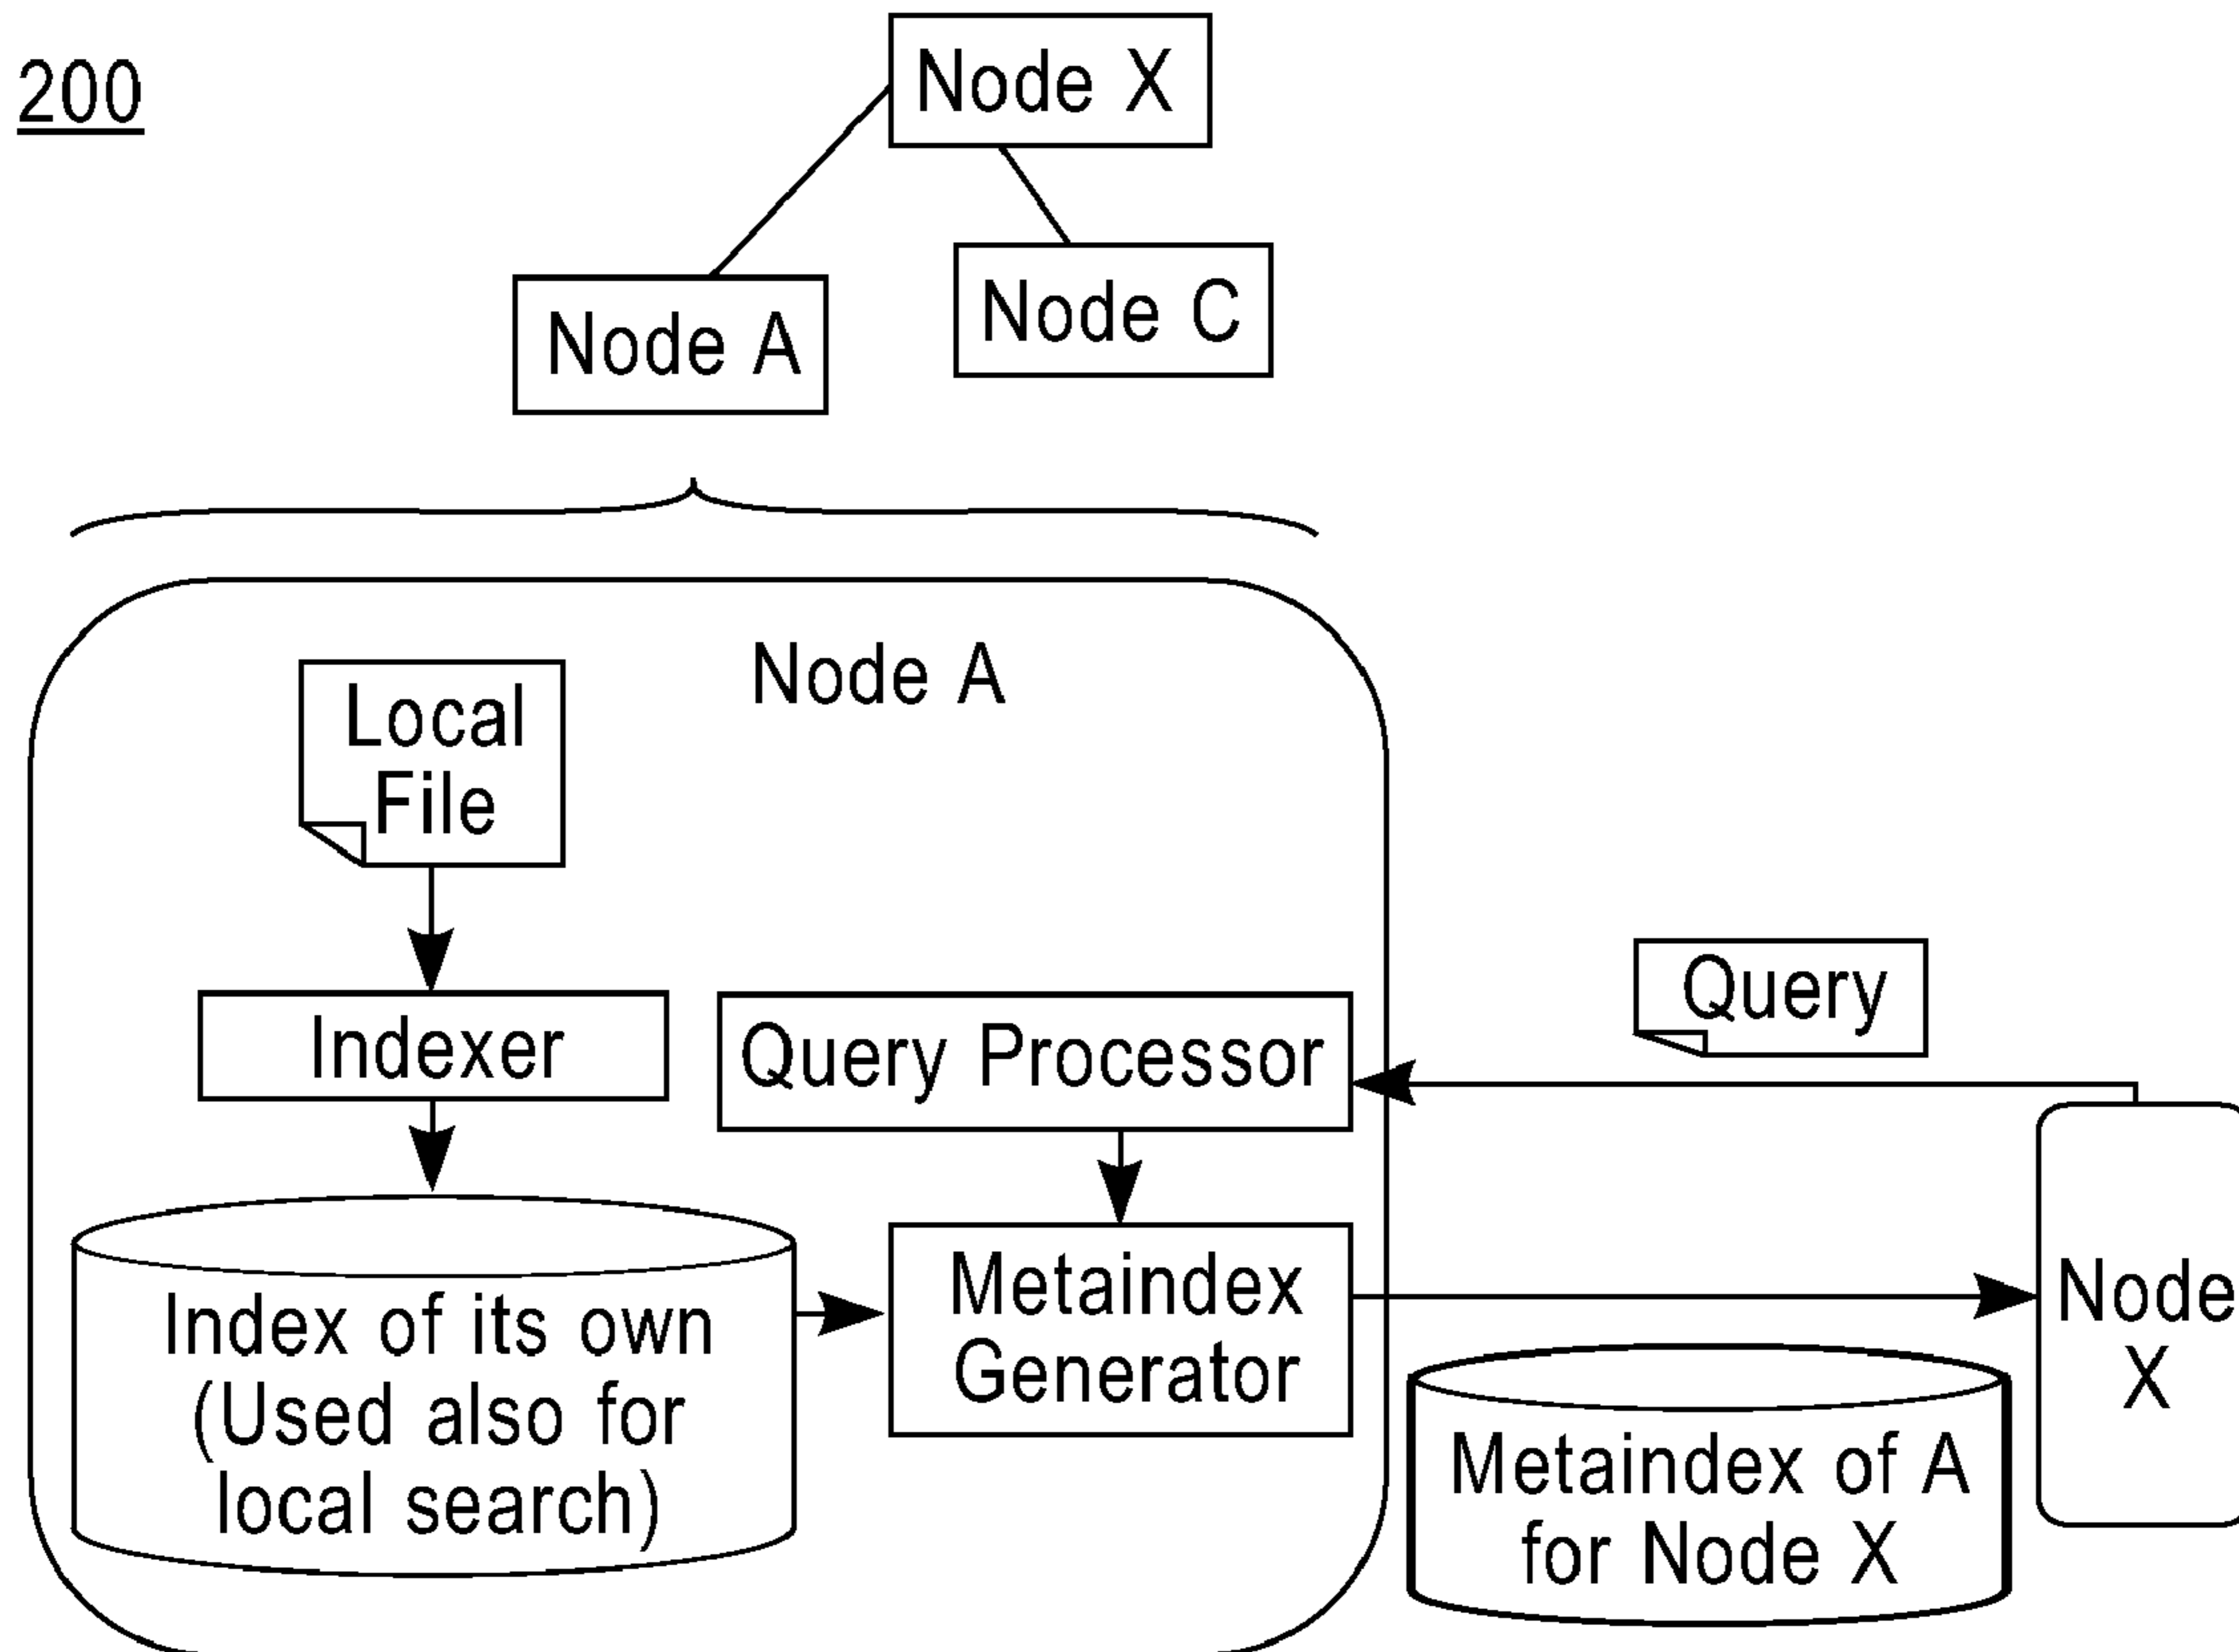 200
Node X
Node A
Node C
Node A
Local
File
Indexer
Query Processor
Query
Index of its own
(Used also for
local search)
Metaindex
Generator
Node
X
Metaindex of A
for Node X